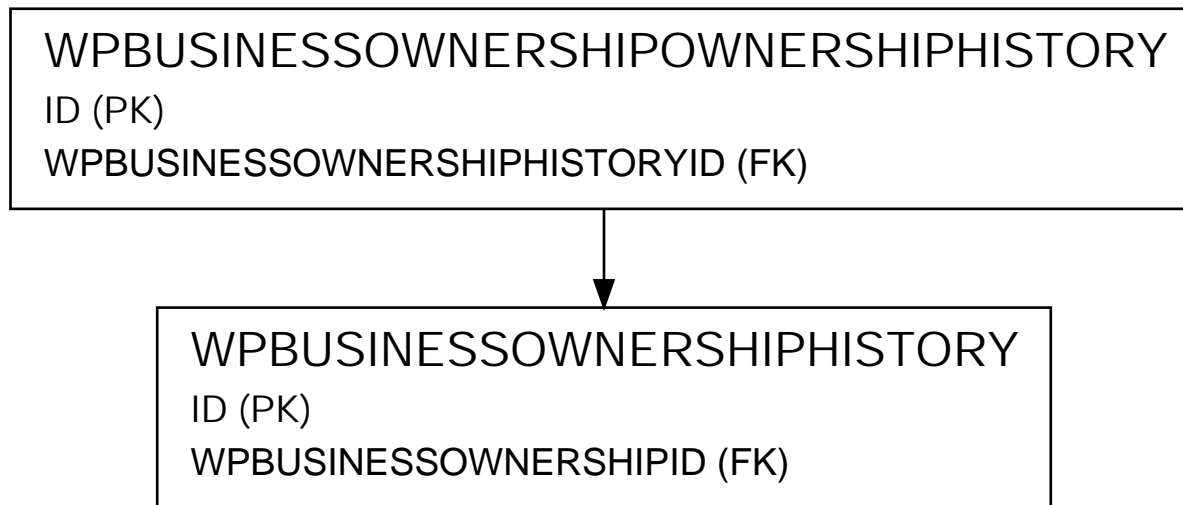 WPBUSINESSOWNERSHIPOWNERSHIPHISTORY
ID (PK)
WPBUSINESSOWNERSHIPHISTORYID (FK)
WPBUSINESSOWNERSHIPHISTORY
ID (PK)
WPBUSINESSOWNERSHIPID (FK)